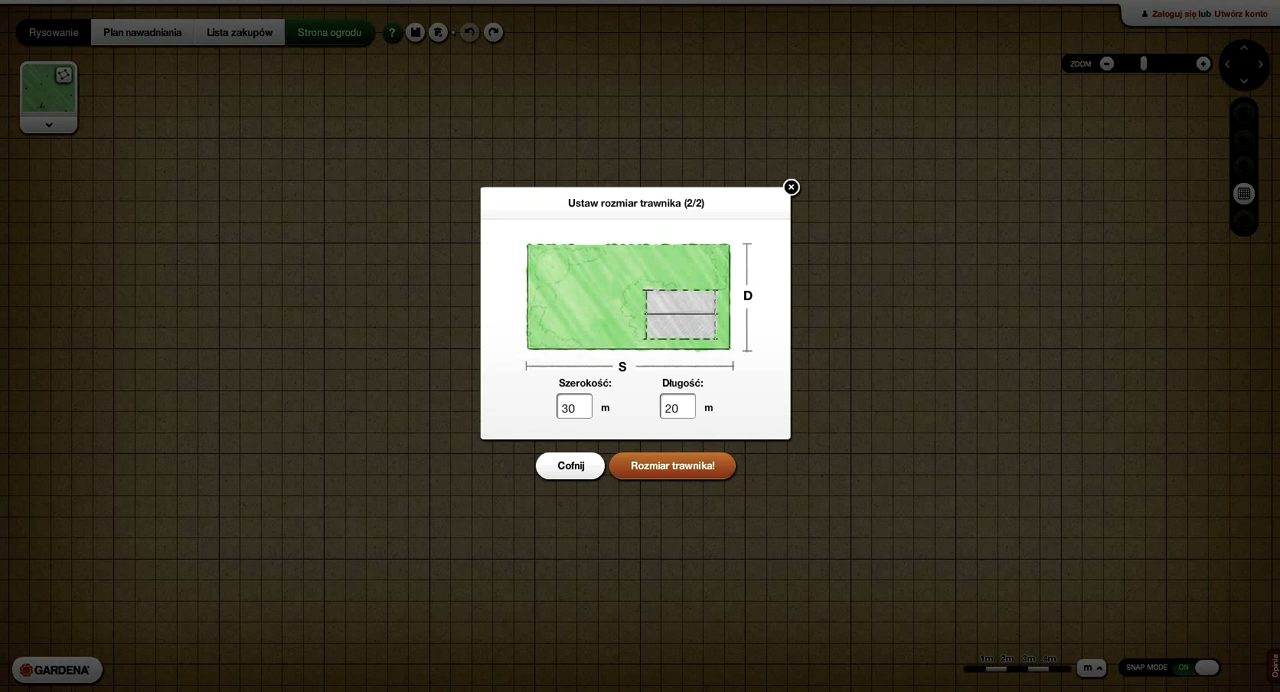 Zaloguj się lub Utwórz konto
Rysowanie
Plan nawadniania
Lista zakupów
Strona ogrodu
?
ZOOM
Ustaw rozmiar trawnika (2/2)
D
S
Szerokość:
Długość:
30 m
20 m
Cofnij
Rozmiar trawnika!
GARDENA
1m 2m 3m 4m
m
SNAP MODE ON
Opinia